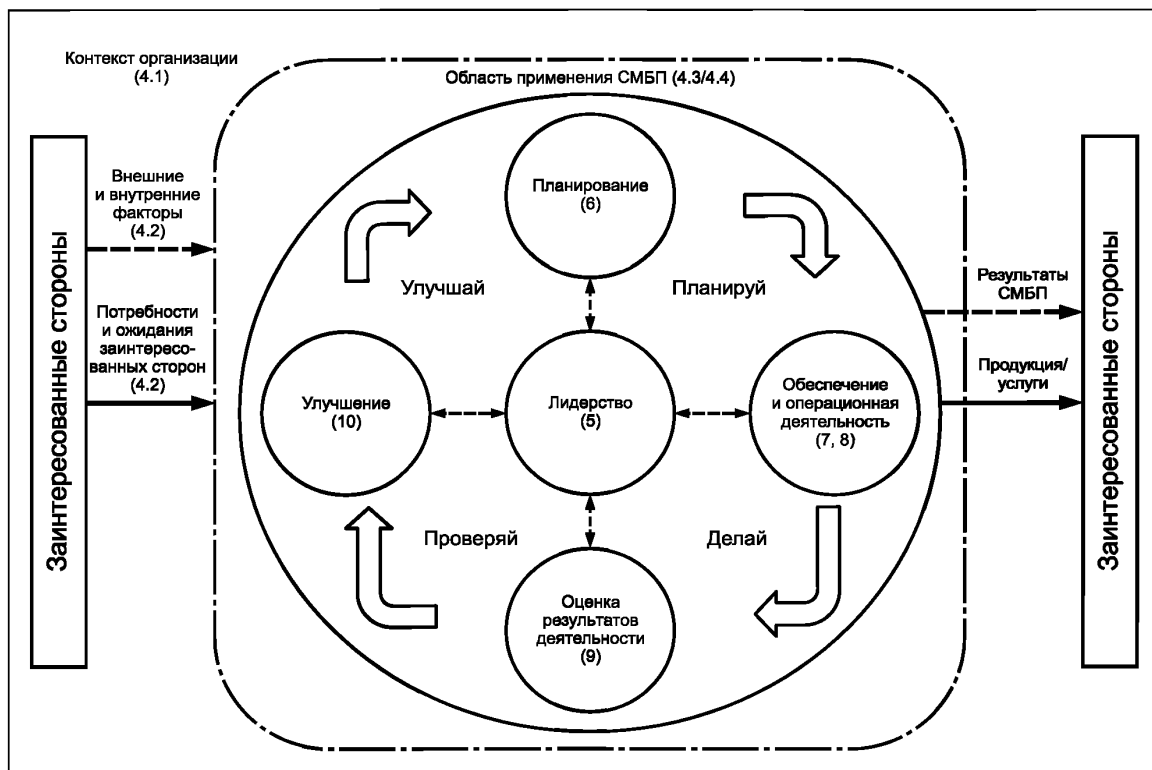 Контекст организации
(4.1)
Область применения СМБП (4.3/4.4)
Заинтересованные стороны
Внешние
и внутренние
факторы
(4.2)
Потребности
и ожидания
заинтересо-
ванных сторон
(4.2)
Планирование
(6)
Улучшай
Планируй
Улучшение
(10)
Лидерство
(5)
Обеспечение
и операционная
деятельность
(7, 8)
Проверяй
Делай
Оценка
результатов
деятельности
(9)
Результаты
СМБП
Продукция/
услуги
Заинтересованные стороны